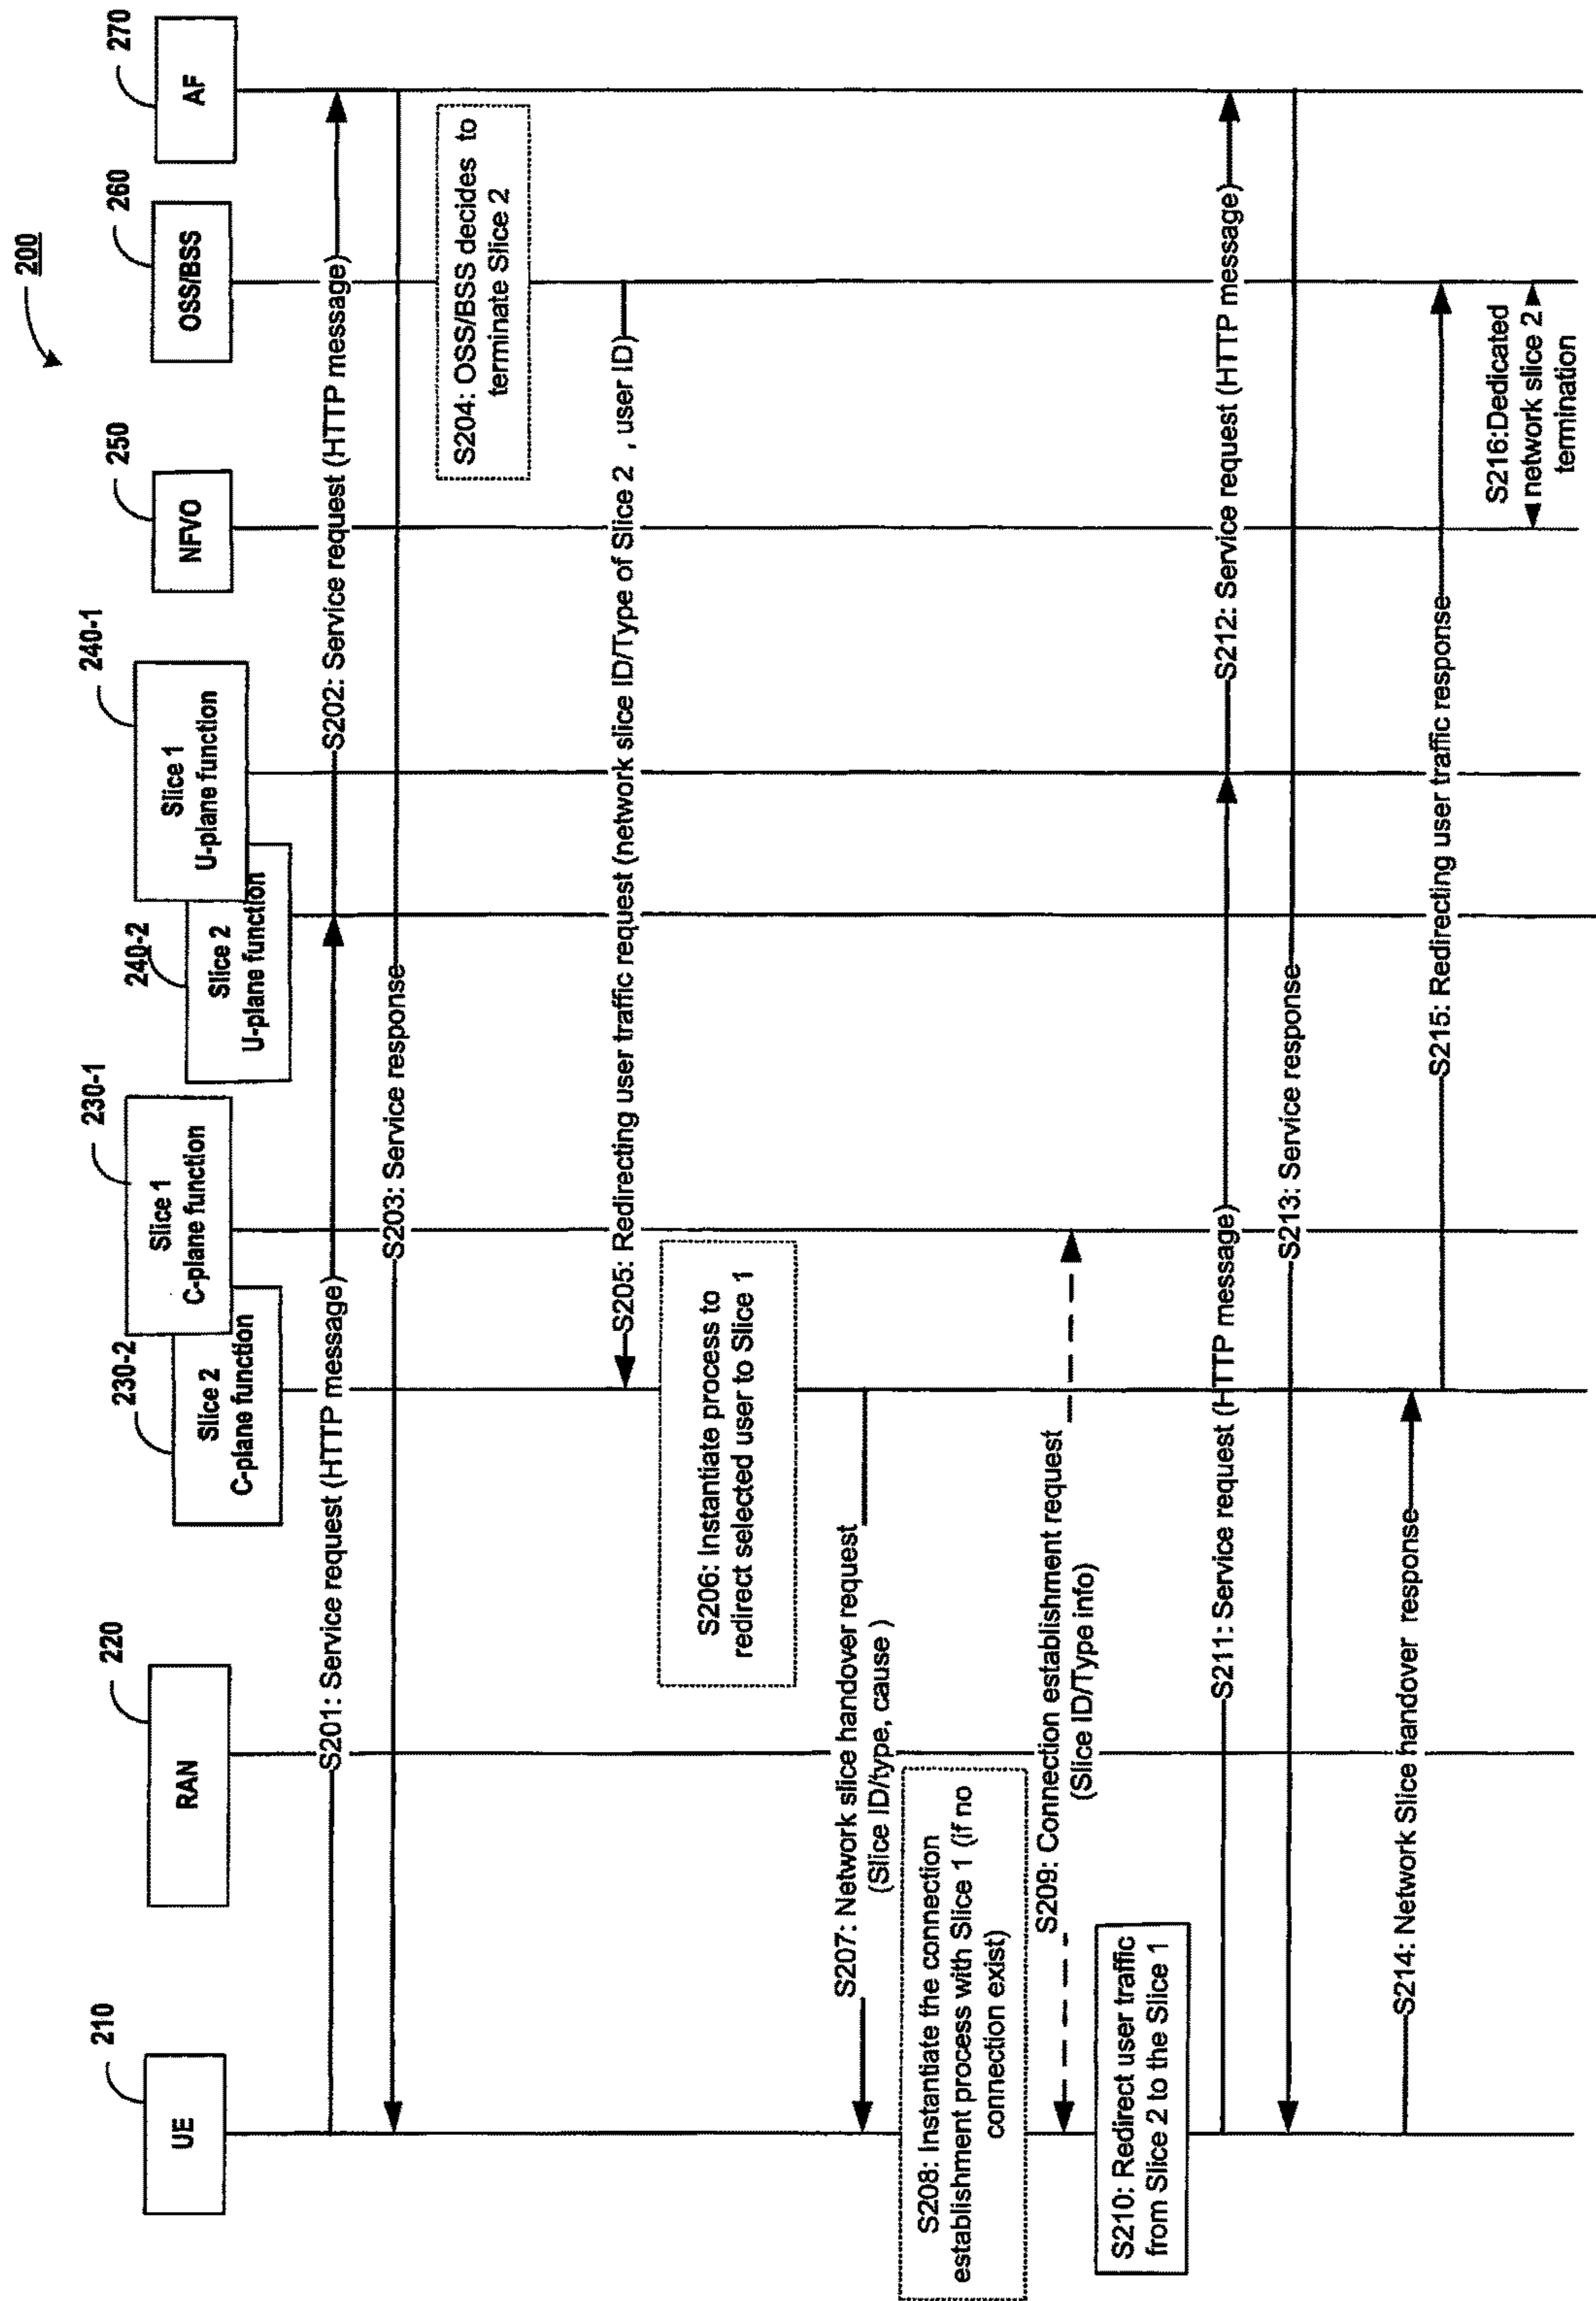 200
210
220
230-2
230-1
240-2
240-1
250
260
270
UE
RAN
Slice 2
C-plane function
Slice 1
C-plane function
Slice 2
U-plane function
Slice 1
U-plane function
NFVO
OSS/BSS
AF
S201: Service request (HTTP message)
S202: Service request (HTTP message)
S203: Service response
S204: OSS/BSS decides to
terminate Slice 2
S205: Redirecting user traffic request (network slice ID/Type of Slice 2 , user ID)
S206: Instantiate process to
redirect selected user to Slice 1
S207: Network slice handover request
(Slice ID/type, cause )
S208: Instantiate the connection
establishment process with Slice 1 (if no
connection exist)
S209: Connection establishment request
(Slice ID/Type info)
S210: Redirect user traffic
from Slice 2 to the Slice 1
S211: Service request (HTTP message)
S212: Service request (HTTP message)
S213: Service response
S214: Network Slice handover response
S215: Redirecting user traffic response
S216:Dedicated
network slice 2
termination